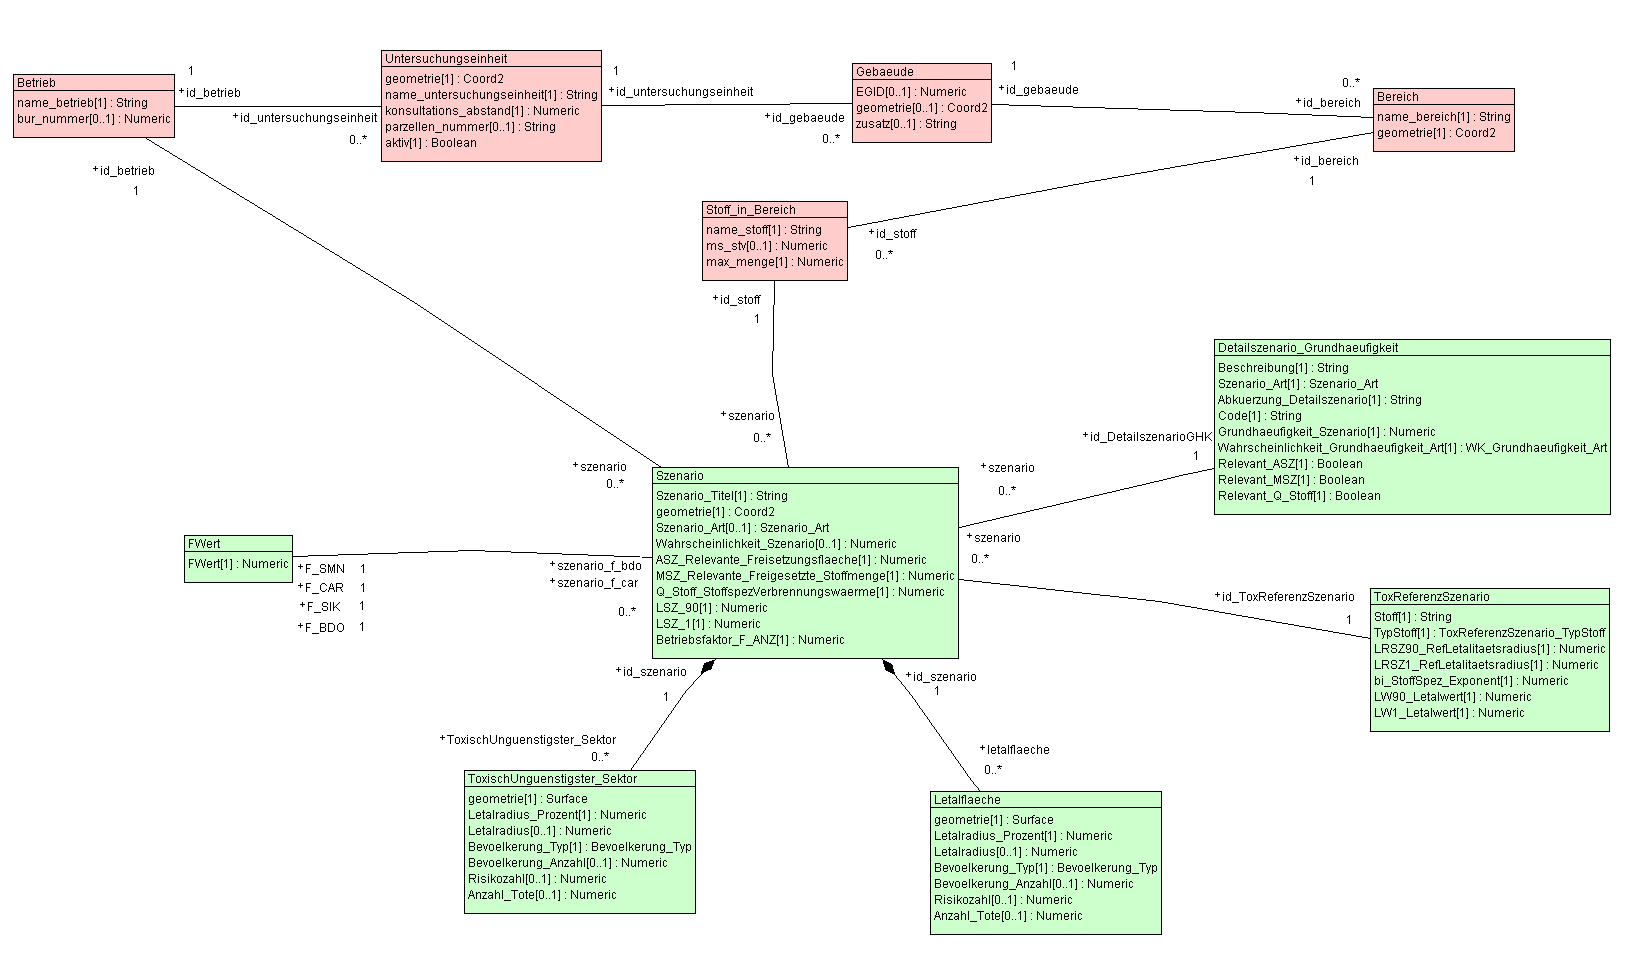 Betrieb
name_betrieb[1] : String
bur_nummer[0..1] : Numeric
1
+id_betrieb
+id_untersuchungseinheit
0..*
Untersuchungseinheit
geometrie[1] : Coord2
name_untersuchungseinheit[1] : String
konsultations_abstand[1] : Numeric
parzellen_nummer[0..1] : String
aktiv[1] : Boolean
1
+id_untersuchungseinheit
+id_gebaeude
0..*
Gebaeude
EGID[0..1] : Numeric
geometrie[0..1] : Coord2
zusatz[0..1] : String
1
+id_gebaeude
0..*
+id_bereich
Bereich
name_bereich[1] : String
geometrie[1] : Coord2
+id_bereich
1
+id_betrieb
1
Stoff_in_Bereich
name_stoff[1] : String
ms_stv[0..1] : Numeric
max_menge[1] : Numeric
+id_stoff
0..*
+id_stoff
1
+szenario
0..*
Detailszenario_Grundhaeufigkeit
Beschreibung[1] : String
Szenario_Art[1] : Szenario_Art
Abkuerzung_Detailszenario[1] : String
Code[1] : String
Grundhaeufigkeit_Szenario[1] : Numeric
Wahrscheinlichkeit_Grundhaeufigkeit_Art[1] : WK_Grundhaeufigkeit_Art
Relevant_ASZ[1] : Boolean
Relevant_MSZ[1] : Boolean
Relevant_Q_Stoff[1] : Boolean
+id_DetailszenarioGHK
1
+szenario
0..*
+szenario
0..*
Szenario
Szenario_Titel[1] : String
geometrie[1] : Coord2
Szenario_Art[0..1] : Szenario_Art
Wahrscheinlichkeit_Szenario[0..1] : Numeric
ASZ_Relevante_Freisetzungsflaeche[1] : Numeric
MSZ_Relevante_Freigesetzte_Stoffmenge[1] : Numeric
Q_Stoff_StoffspezVerbrennungswaerme[1] : Numeric
LSZ_90[1] : Numeric
LSZ_1[1] : Numeric
Betriebsfaktor_F_ANZ[1] : Numeric
+szenario
0..*
FWert
FWert[1] : Numeric
+F_SMN 1
+F_CAR 1
+F_SIK 1
+F_BDO 1
+szenario_f_bdo
+szenario_f_car
0..*
+id_ToxReferenzSzenario
1
ToxReferenzSzenario
Stoff[1] : String
TypStoff[1] : ToxReferenzSzenario_TypStoff
LRSZ90_RefLetalitaetsradius[1] : Numeric
LRSZ1_RefLetalitaetsradius[1] : Numeric
bi_StoffSpez_Exponent[1] : Numeric
LW90_Letalwert[1] : Numeric
LW1_Letalwert[1] : Numeric
+id_szenario
1
+id_szenario
1
+ToxischUnguenstigster_Sektor
0..*
+letalflaeche
0..*
ToxischUnguenstigster_Sektor
geometrie[1] : Surface
Letalradius_Prozent[1] : Numeric
Letalradius[0..1] : Numeric
Bevoelkerung_Typ[1] : Bevoelkerung_Typ
Bevoelkerung_Anzahl[0..1] : Numeric
Risikozahl[0..1] : Numeric
Anzahl_Tote[0..1] : Numeric
Letalflaeche
geometrie[1] : Surface
Letalradius_Prozent[1] : Numeric
Letalradius[0..1] : Numeric
Bevoelkerung_Typ[1] : Bevoelkerung_Typ
Bevoelkerung_Anzahl[0..1] : Numeric
Risikozahl[0..1] : Numeric
Anzahl_Tote[0..1] : Numeric